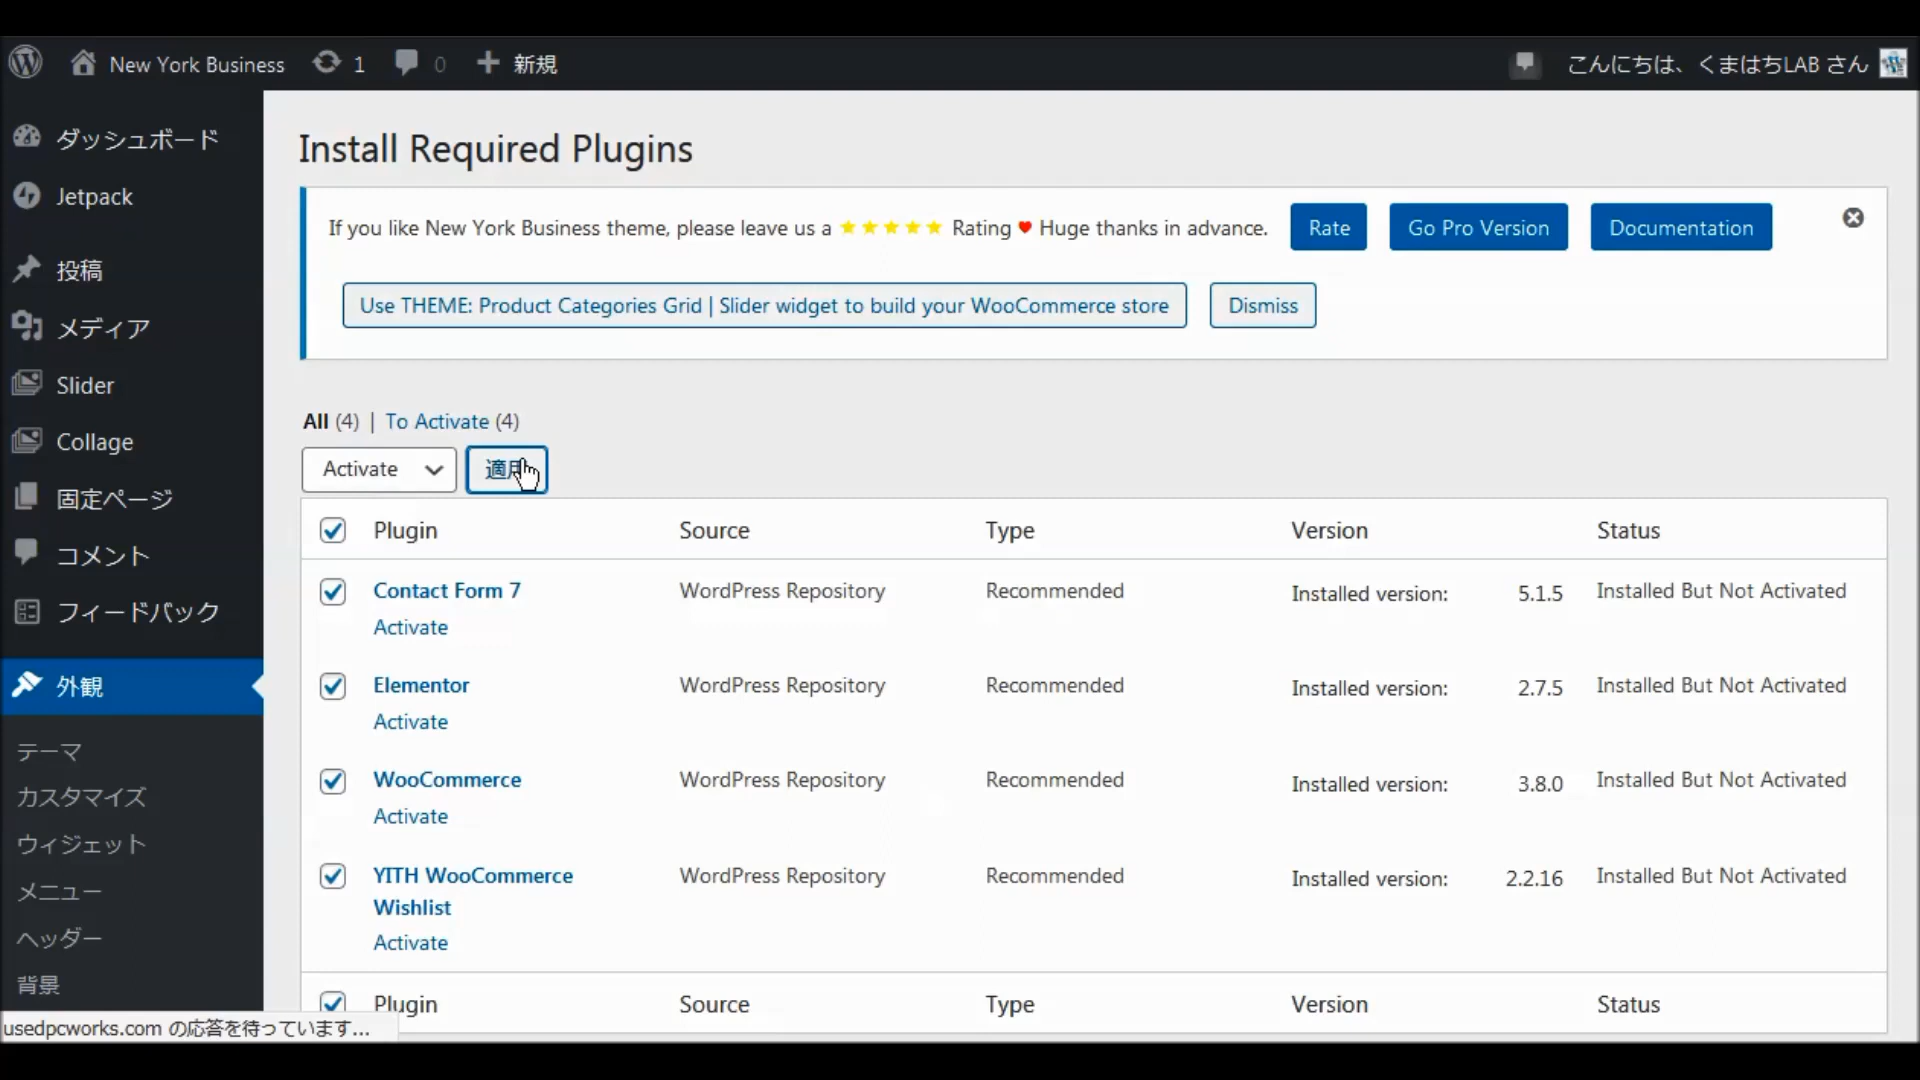 New York Business 1 0 新規 こんにちは、くまはちLAB さん
ダッシュボード
Jetpack
投稿
メディア
Slider
Collage
固定ページ
コメント
フィードバック
外観
テーマ
カスタマイズ
ウィジェット
メニュー
ヘッダー
背景
usedpcworks.com の応答を待っています...
Install Required Plugins
If you like New York Business theme, please leave us a ★★★★★ Rating ♥ Huge thanks in advance. Rate Go Pro Version Documentation
Use THEME: Product Categories Grid | Slider widget to build your WooCommerce store Dismiss
All (4) | To Activate (4)
Activate 適用
Plugin Source Type Version Status
Contact Form 7 WordPress Repository Recommended Installed version: 5.1.5 Installed But Not Activated
Activate
Elementor WordPress Repository Recommended Installed version: 2.7.5 Installed But Not Activated
Activate
WooCommerce WordPress Repository Recommended Installed version: 3.8.0 Installed But Not Activated
Activate
YITH WooCommerce WordPress Repository Recommended Installed version: 2.2.16 Installed But Not Activated
Wishlist
Activate
Plugin Source Type Version Status